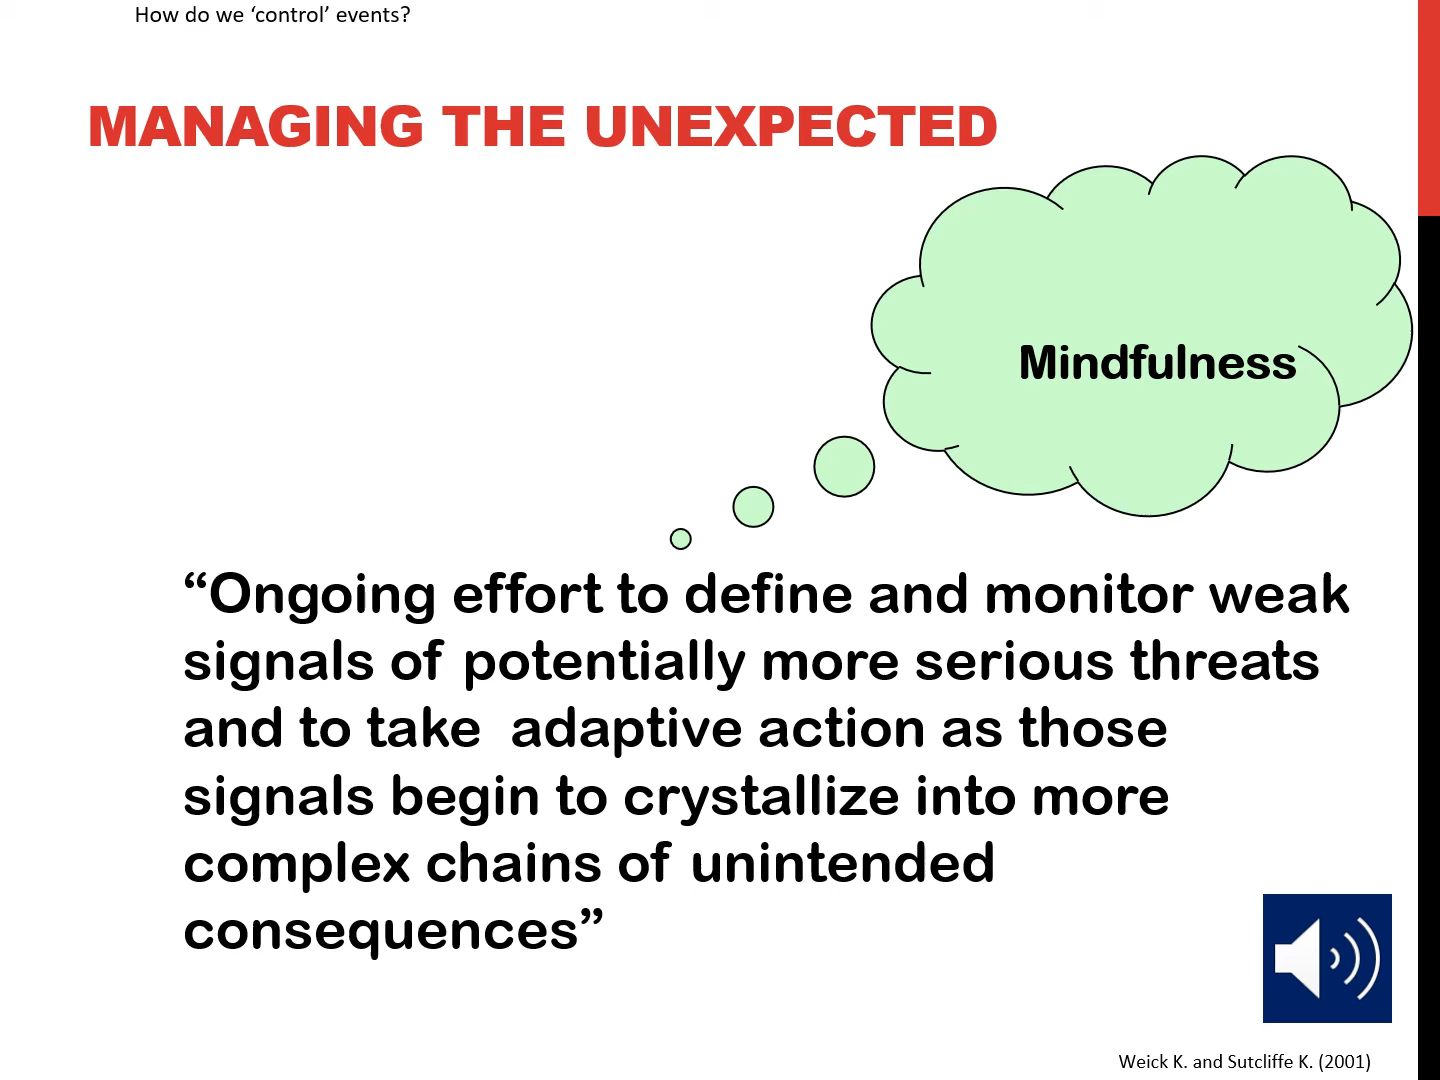 How do we ‘control’ events?
MANAGING THE UNEXPECTED
Mindfulness
“Ongoing effort to define and monitor weak
signals of potentially more serious threats
and to take  adaptive action as those
signals begin to crystallize into more
complex chains of unintended
consequences”
Weick K. and Sutcliffe K. (2001)